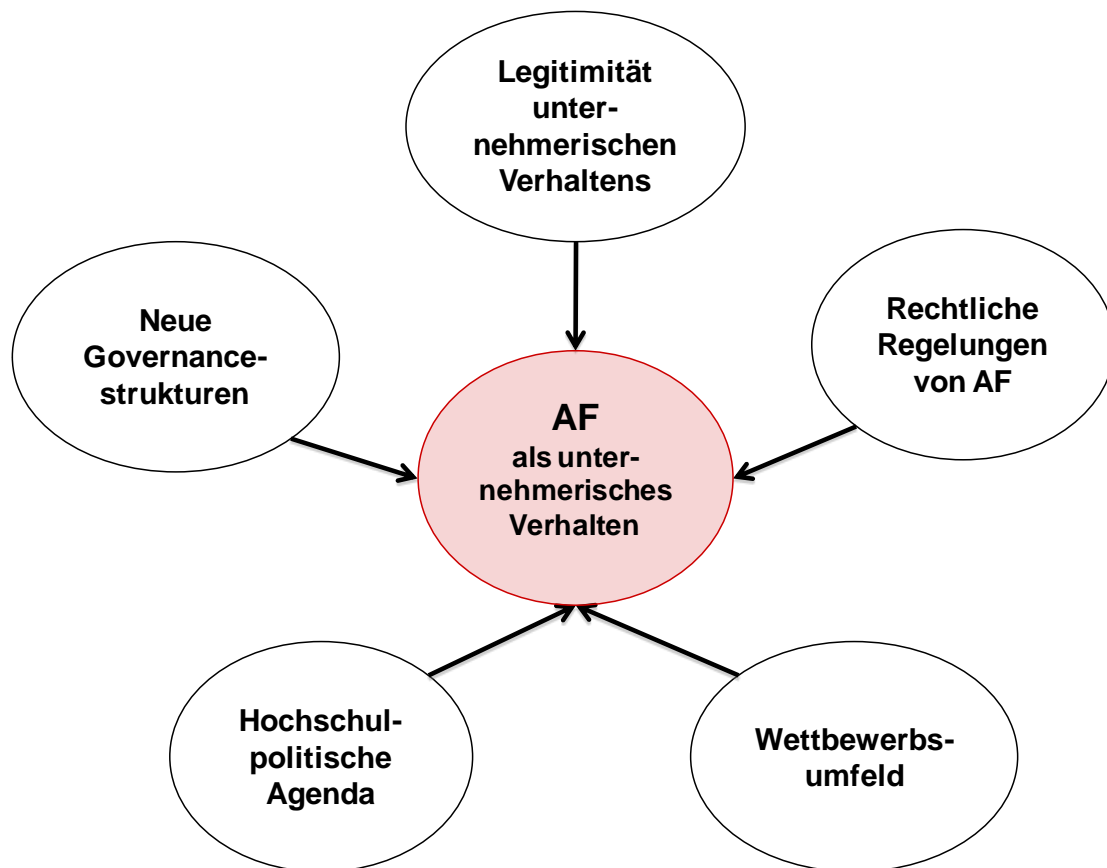 Legitimität
unter-
nehmerischen
Verhaltens
Neue
Governance-
strukturen
Rechtliche
Regelungen
von AF
AF
als unter-
nehmerisches
Verhalten
Hochschul-
politische
Agenda
Wettbewerbs-
umfeld